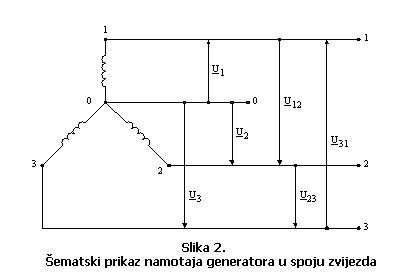 1
1
U1
0
0
U12
U2
U31
3
2
2
U3
U23
3
Slika 2.
Šematski prikaz namotaja generatora u spoju zvijezda